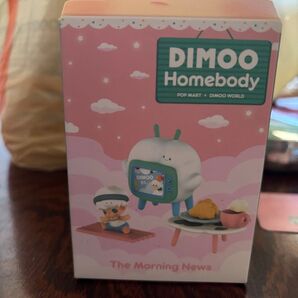 DIMOO
Homebody
POP MART × DIMOO WORLD
DIMOO
The Morning News